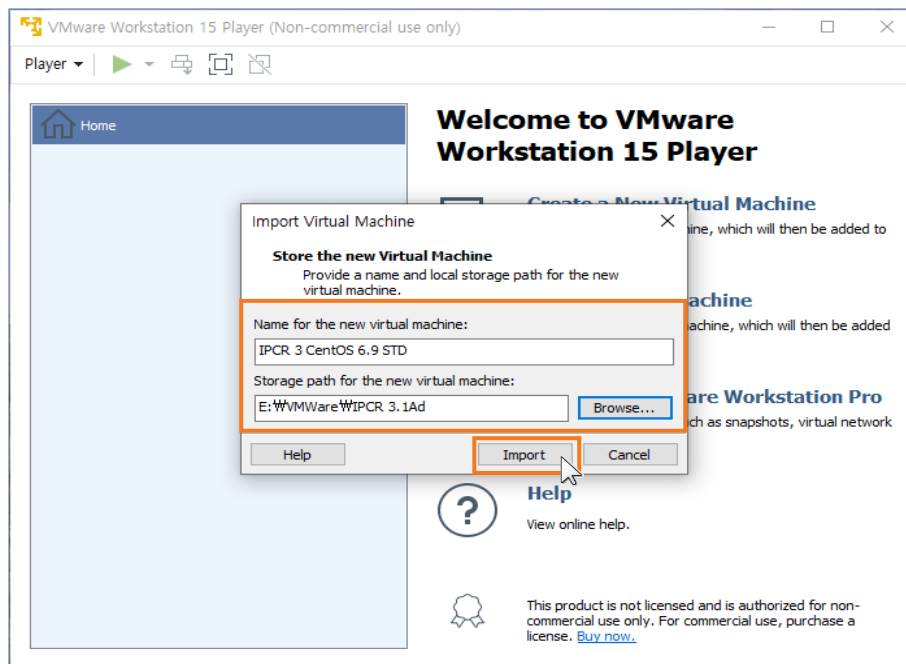 VMware Workstation 15 Player (Non-commercial use only)
Player
Home
Welcome to VMware
Workstation 15 Player
Create a New Virtual Machine
ine, which will then be added to
achine
achine, which will then be added
are Workstation Pro
ch as snapshots, virtual network
Import Virtual Machine
Store the new Virtual Machine
Provide a name and local storage path for the new
virtual machine.
Name for the new virtual machine:
IPCR 3 CentOS 6.9 STD
Storage path for the new virtual machine:
E:₩VMWare₩IPCR 3.1Ad
Browse...
Help
Import
Cancel
?
Help
View online help.
This product is not licensed and is authorized for non-
commercial use only. For commercial use, purchase a
license. Buy now.